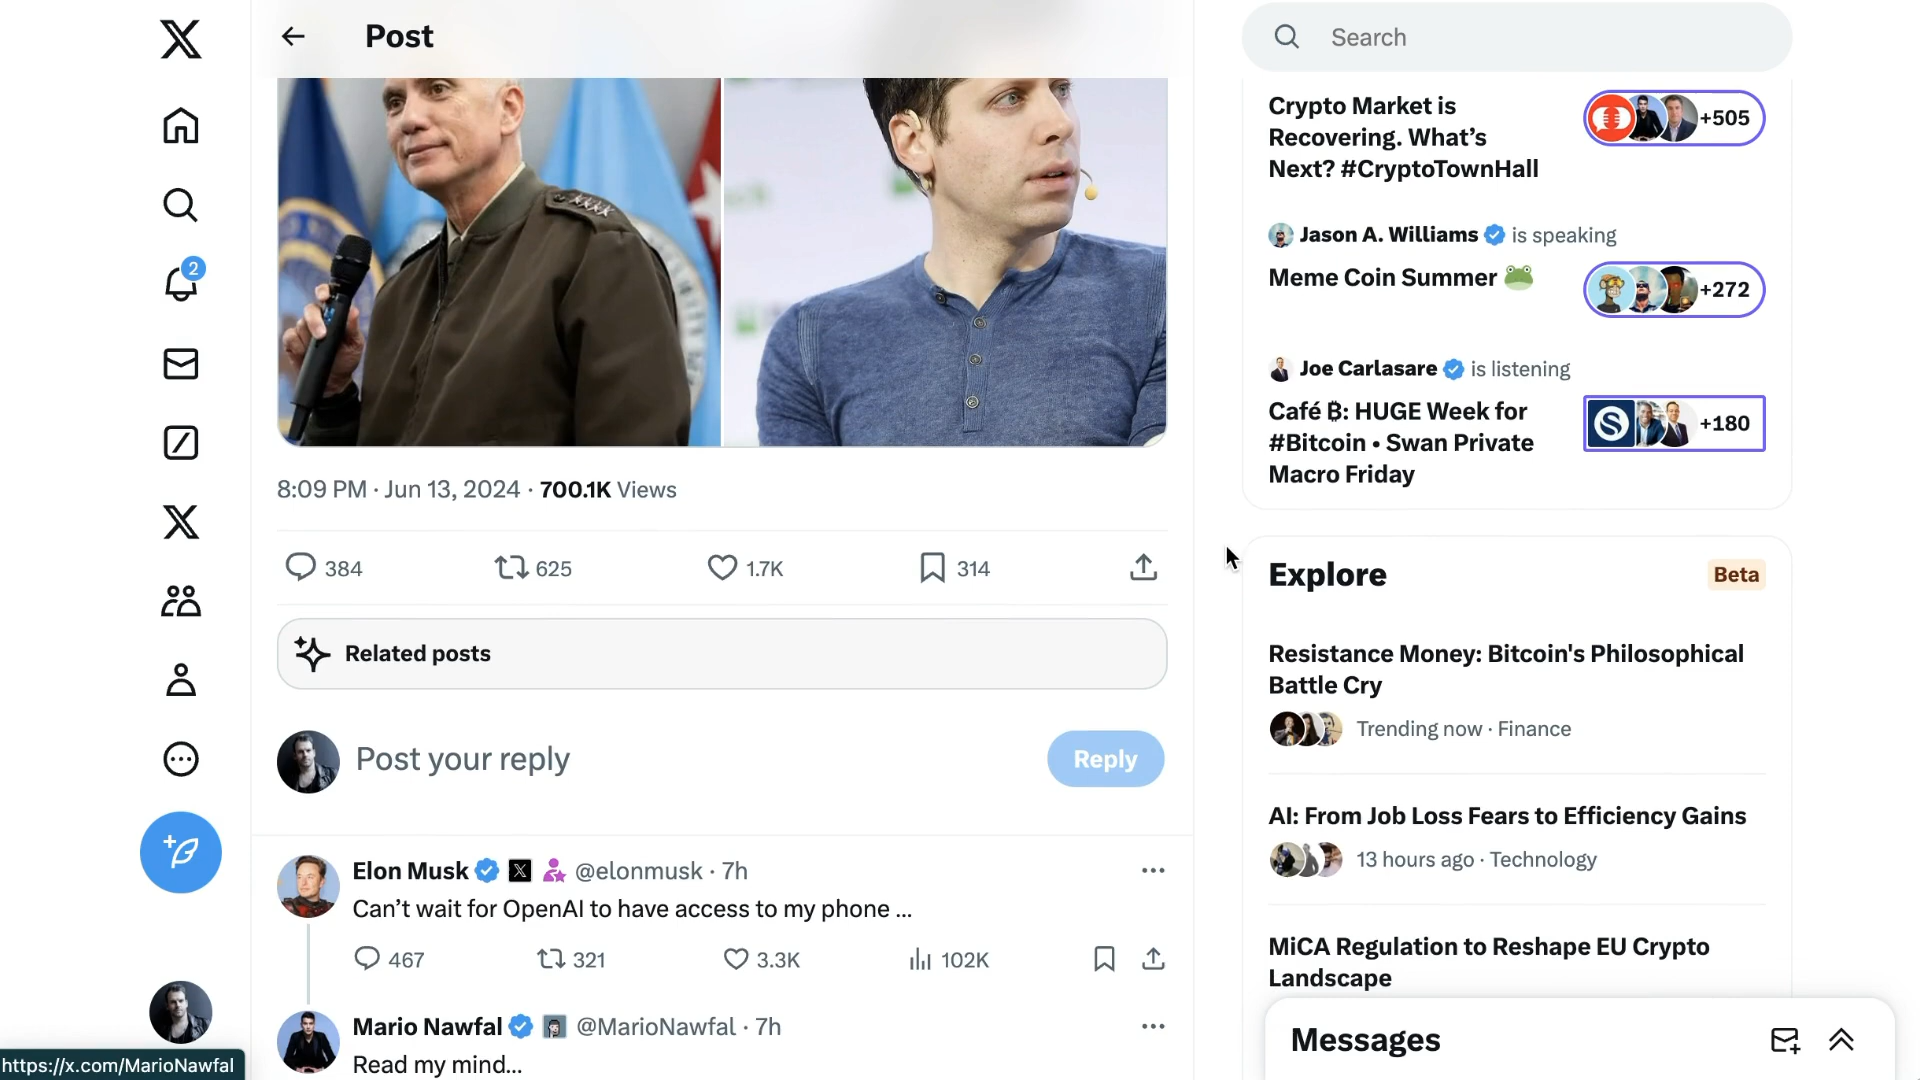 Post
8:09 PM · Jun 13, 2024 · 700.1K Views
384
625
1.7K
314
Related posts
Post your reply
Reply
Elon Musk @elonmusk · 7h
Can’t wait for OpenAI to have access to my phone ...
467
321
3.3K
102K
Mario Nawfal @MarioNawfal · 7h
Read my mind...
2
https://x.com/MarioNawfal
Search
Crypto Market is
Recovering. What’s
Next? #CryptoTownHall
+505
Jason A. Williams is speaking
Meme Coin Summer 🐸
+272
Joe Carlasare is listening
Café ₿: HUGE Week for
#Bitcoin • Swan Private
Macro Friday
+180
Explore
Beta
Resistance Money: Bitcoin's Philosophical
Battle Cry
Trending now · Finance
AI: From Job Loss Fears to Efficiency Gains
13 hours ago · Technology
MiCA Regulation to Reshape EU Crypto
Landscape
Messages